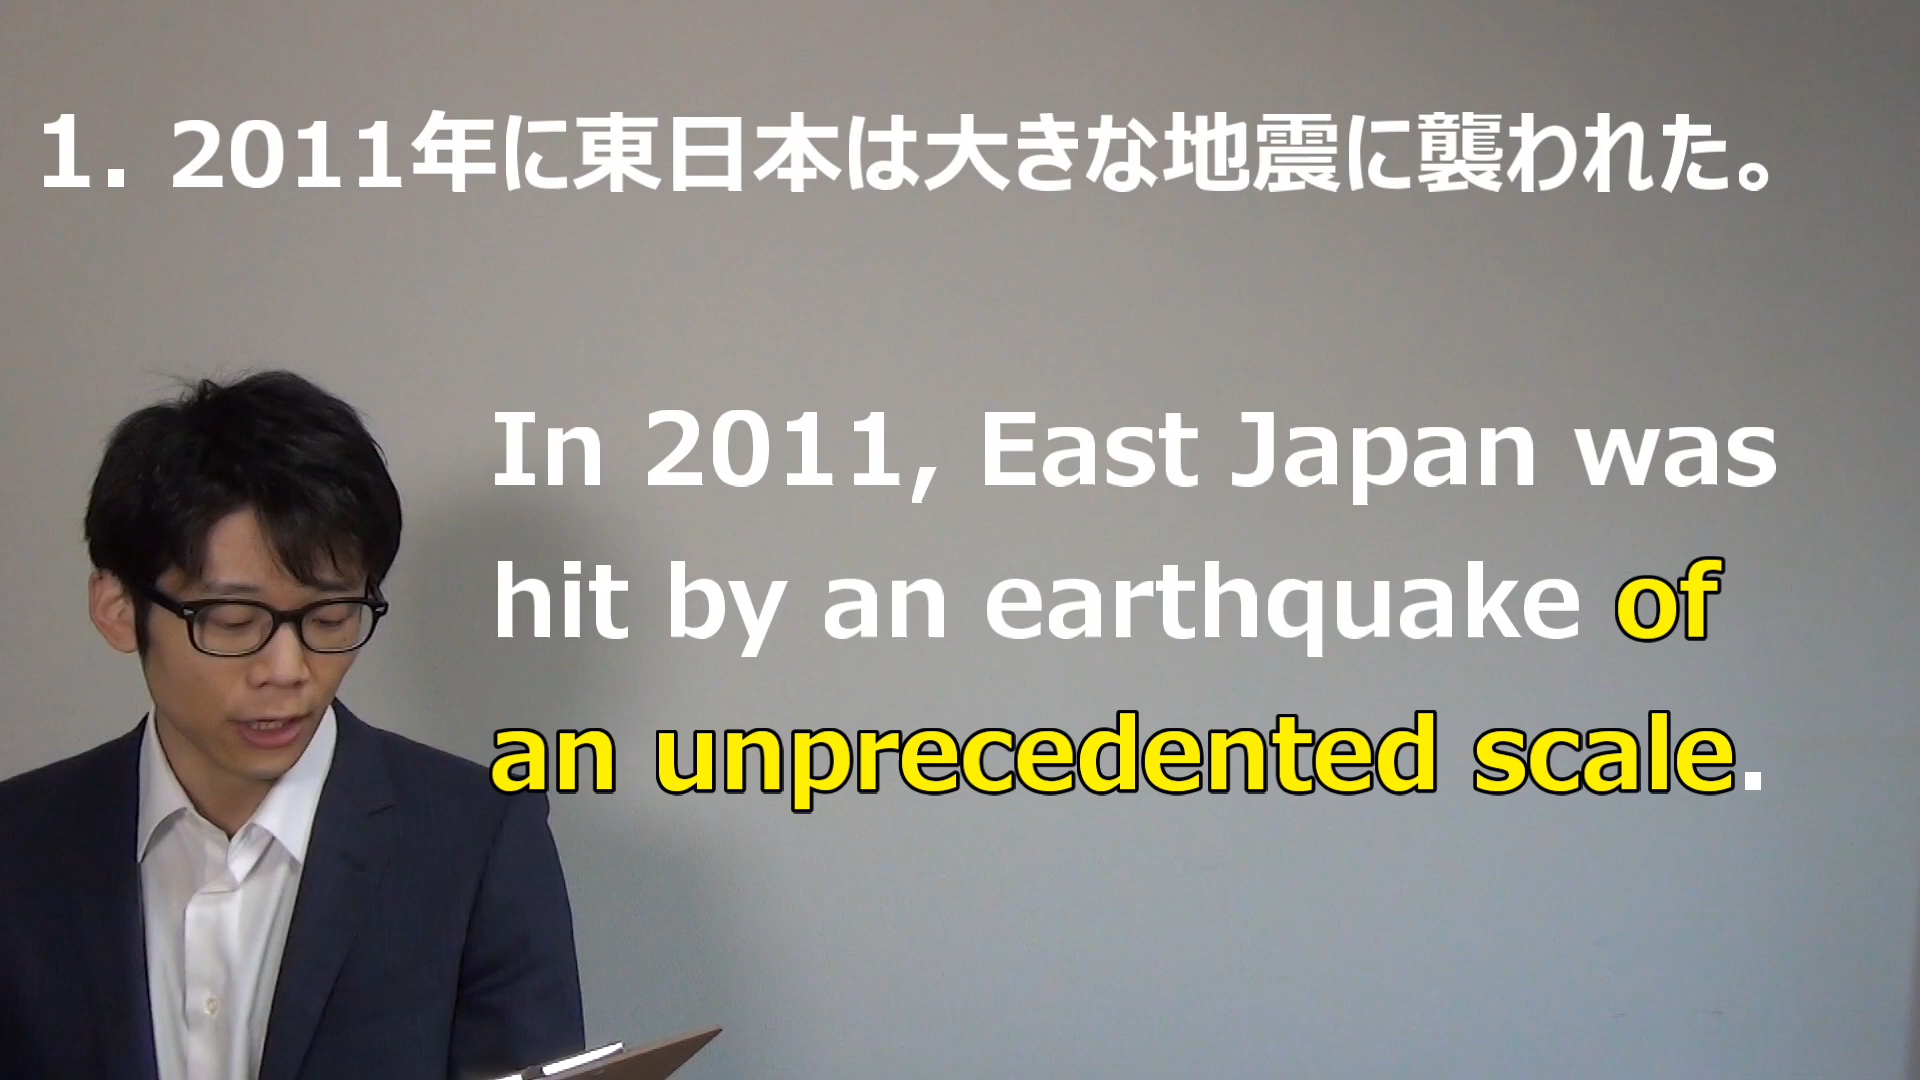 1. 2011年に東日本は大きな地震に襲われた。
In 2011, East Japan was
hit by an earthquake of
an unprecedented scale.